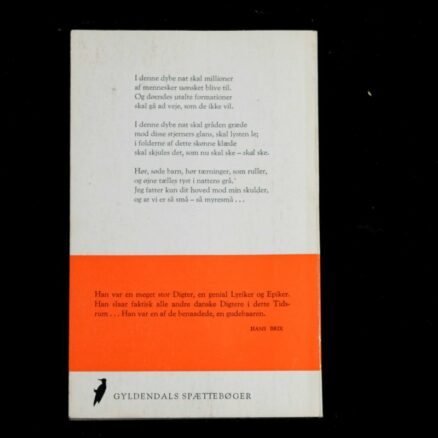 I denne dybe nat skal millioner
af mennesker uønsket blive til.
Og døendes utalte formationer
skal gå ad veje, som de ikke vil.
I denne dybe nat skal gråden græde
mod disse stjerners glans, skal lysten le;
i folderne af dette skønne klæde
skal skjules det, som nu skal ske – skal ske.
Hør, søde barn, hør tærninger, som ruller,
og øjne tælles tyst i nattens grå.
Jeg fatter kun dit hoved mod min skulder,
og at vi er så små – så myresmå . . .
Han var en meget stor Digter, en genial Lyriker og Epiker.
Han slaar faktisk alle andre danske Digtere i dette Tids-
rum . . . Han var en af de benaadede, en gudebaaren.
HANS BRIX
GYLDENDALS SPÆTTEBØGER